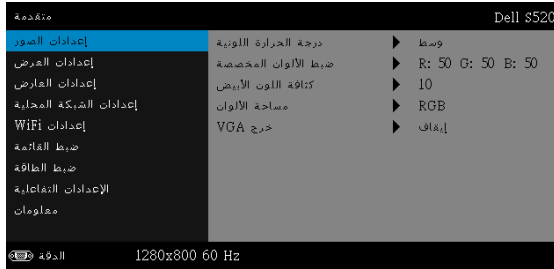 متقدمة
Dell S520
إعدادات الصور
إعدادات العرض
إعدادات العارض
إعدادات الشبكة المحلية
إعدادات WiFi
ضبط القائمة
ضبط الطاقة
الإعدادات التفاعلية
معلومات
درجة الحرارة اللونية وسط
ضبط الألوان المخصصة R: 50 G: 50 B: 50
كثافة اللون الأبيض 10
مساحة الألوان RGB
خرج VGA إيقاف
الدقة 1280x800 60 Hz